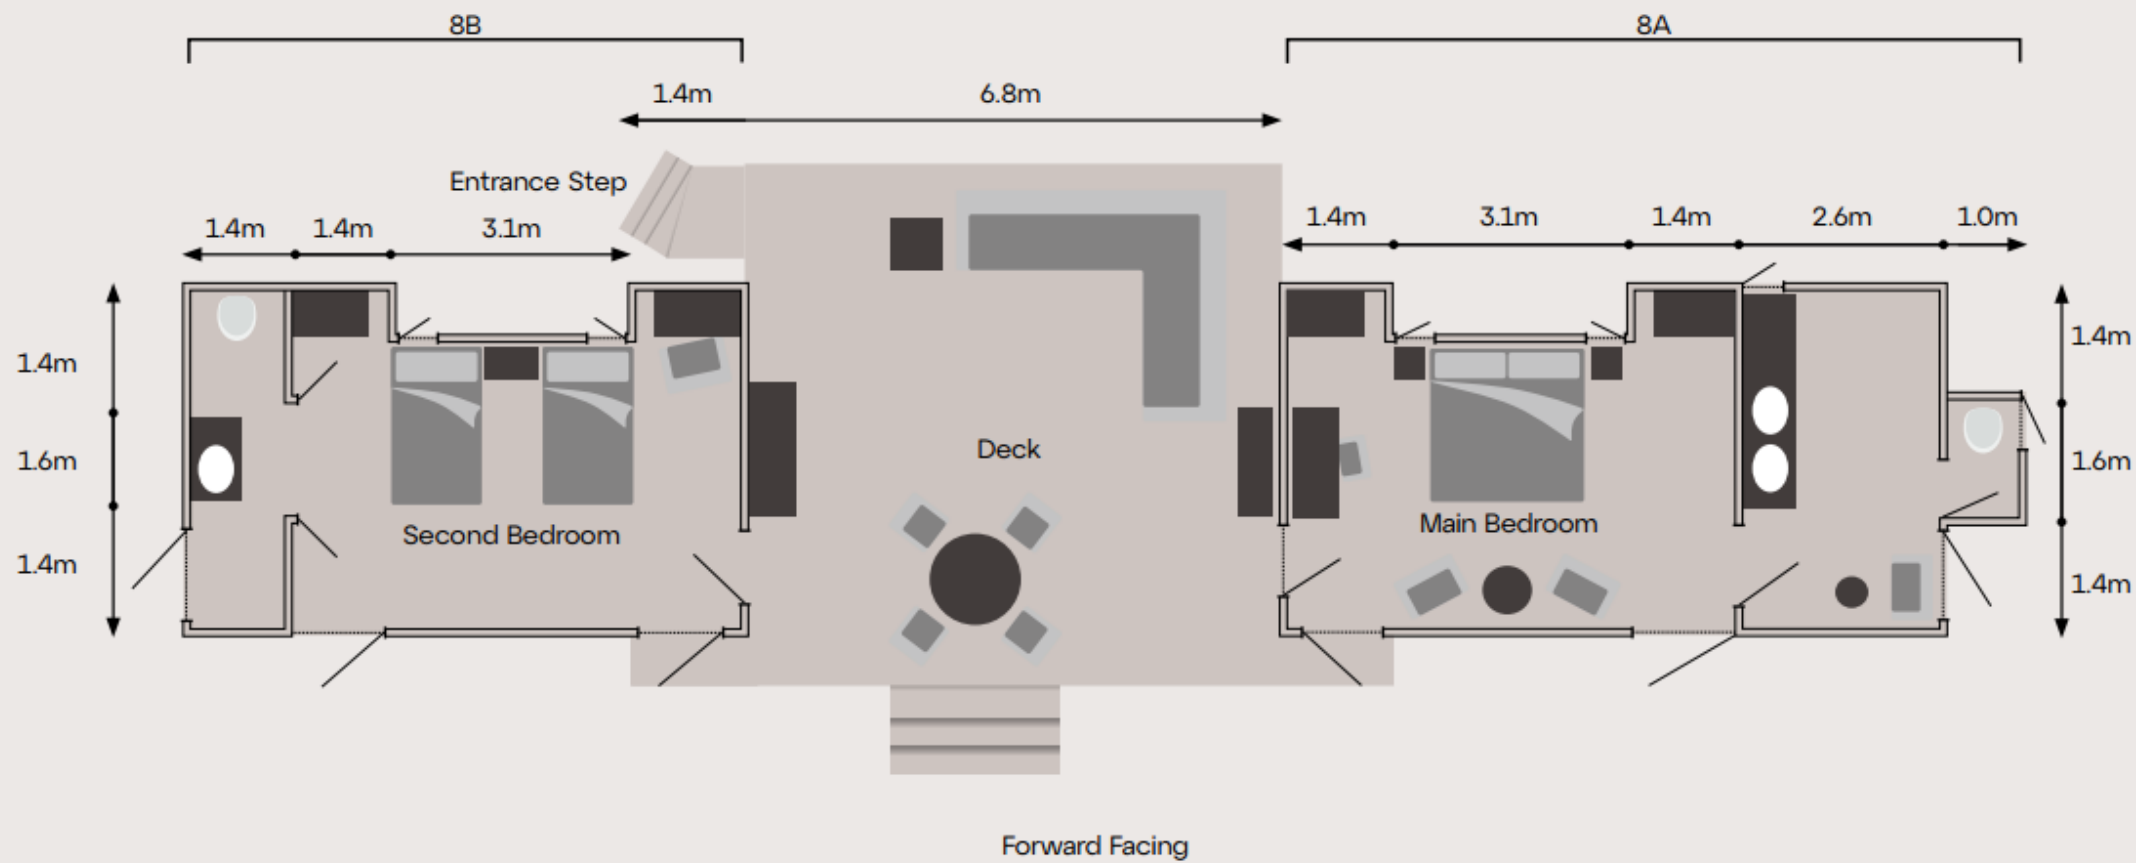 8B
8A
1.4m
6.8m
Entrance Step
1.4m
1.4m
3.1m
1.4m
3.1m
1.4m
2.6m
1.0m
1.4m
1.6m
1.4m
Second Bedroom
Deck
Main Bedroom
1.4m
1.6m
1.4m
Forward Facing